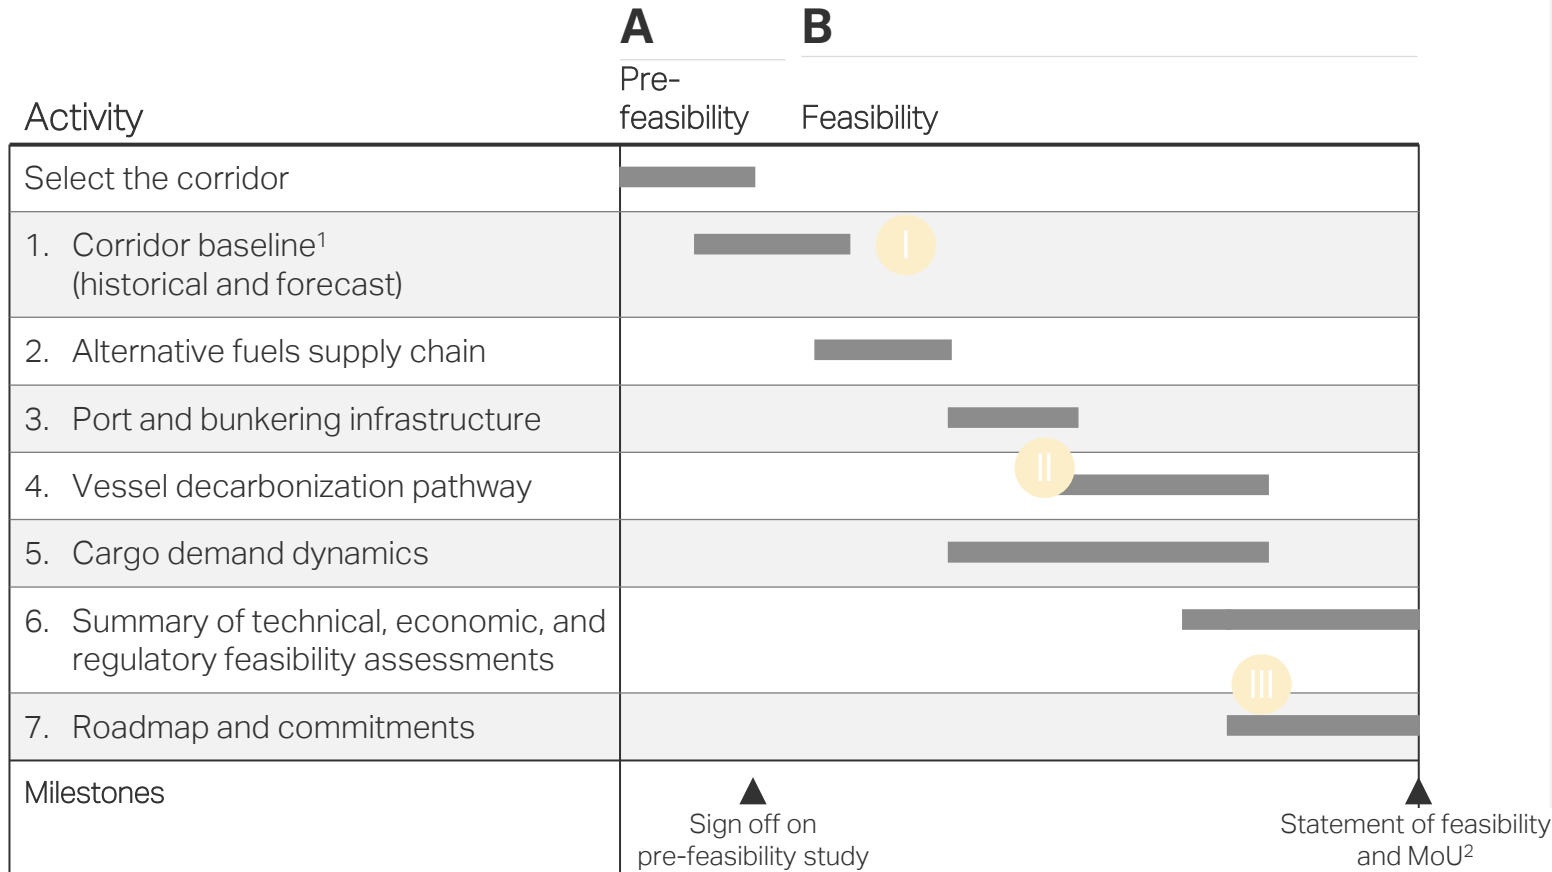 A
B
Pre-
feasibility
Feasibility
Activity
Select the corridor
1. Corridor baseline¹
(historical and forecast)
I
2. Alternative fuels supply chain
3. Port and bunkering infrastructure
II
4. Vessel decarbonization pathway
5. Cargo demand dynamics
6. Summary of technical, economic, and
regulatory feasibility assessments
III
7. Roadmap and commitments
Milestones
Sign off on
pre-feasibility study
Statement of feasibility
and MoU²